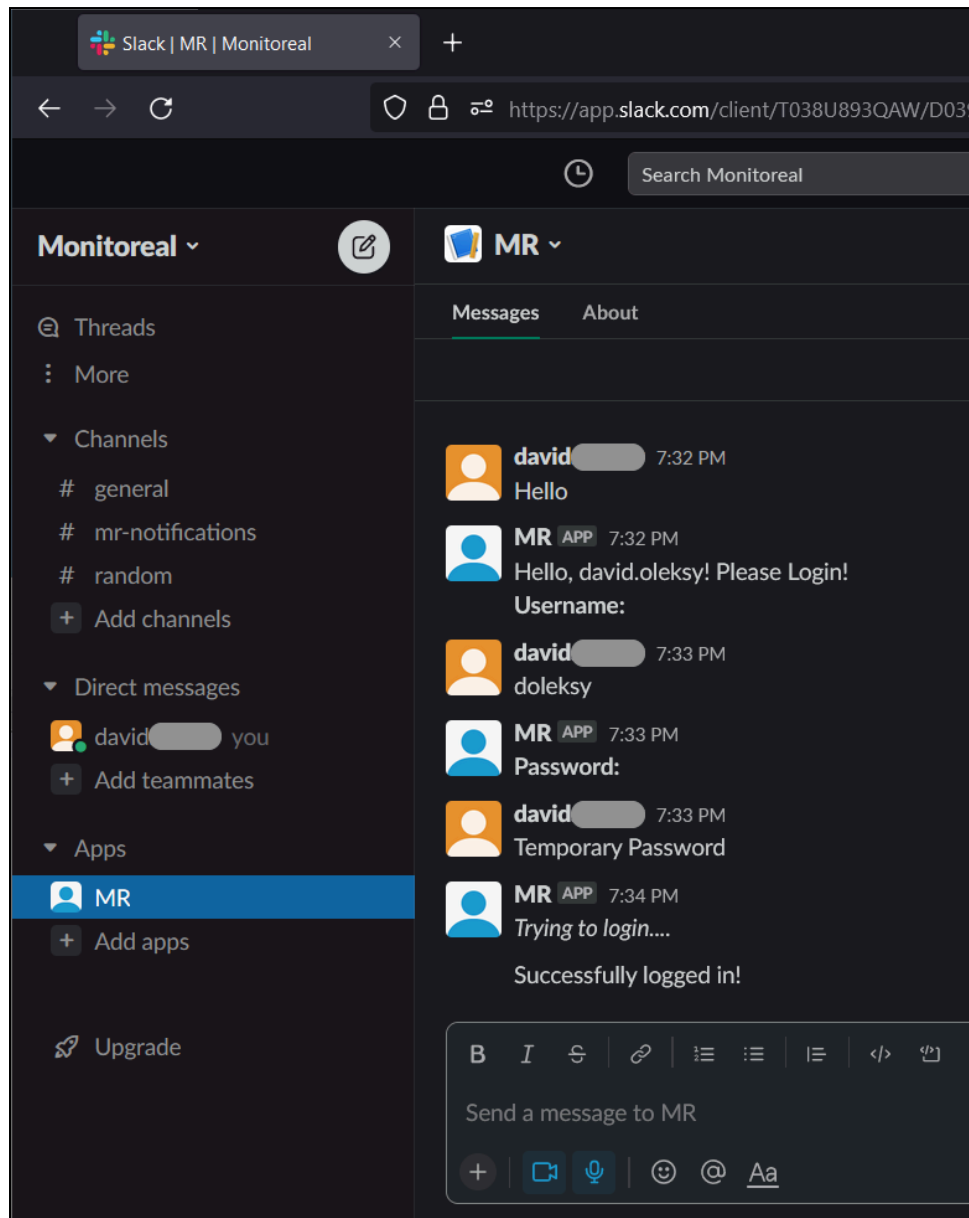 Slack | MR | Monitoreal
https://app.slack.com/client/T038U893QAW/D039
Search Monitoreal
Monitoreal
MR
Messages About
Threads
More
Channels
# general
# mr-notifications
# random
+ Add channels
Direct messages
david you
+ Add teammates
Apps
MR
+ Add apps
Upgrade
david 7:32 PM
Hello
MR APP 7:32 PM
Hello, david.oleksy! Please Login!
Username:
david 7:33 PM
doleksy
MR APP 7:33 PM
Password:
david 7:33 PM
Temporary Password
MR APP 7:34 PM
Trying to login....
Successfully logged in!
B I S
Send a message to MR
+ @ Aa